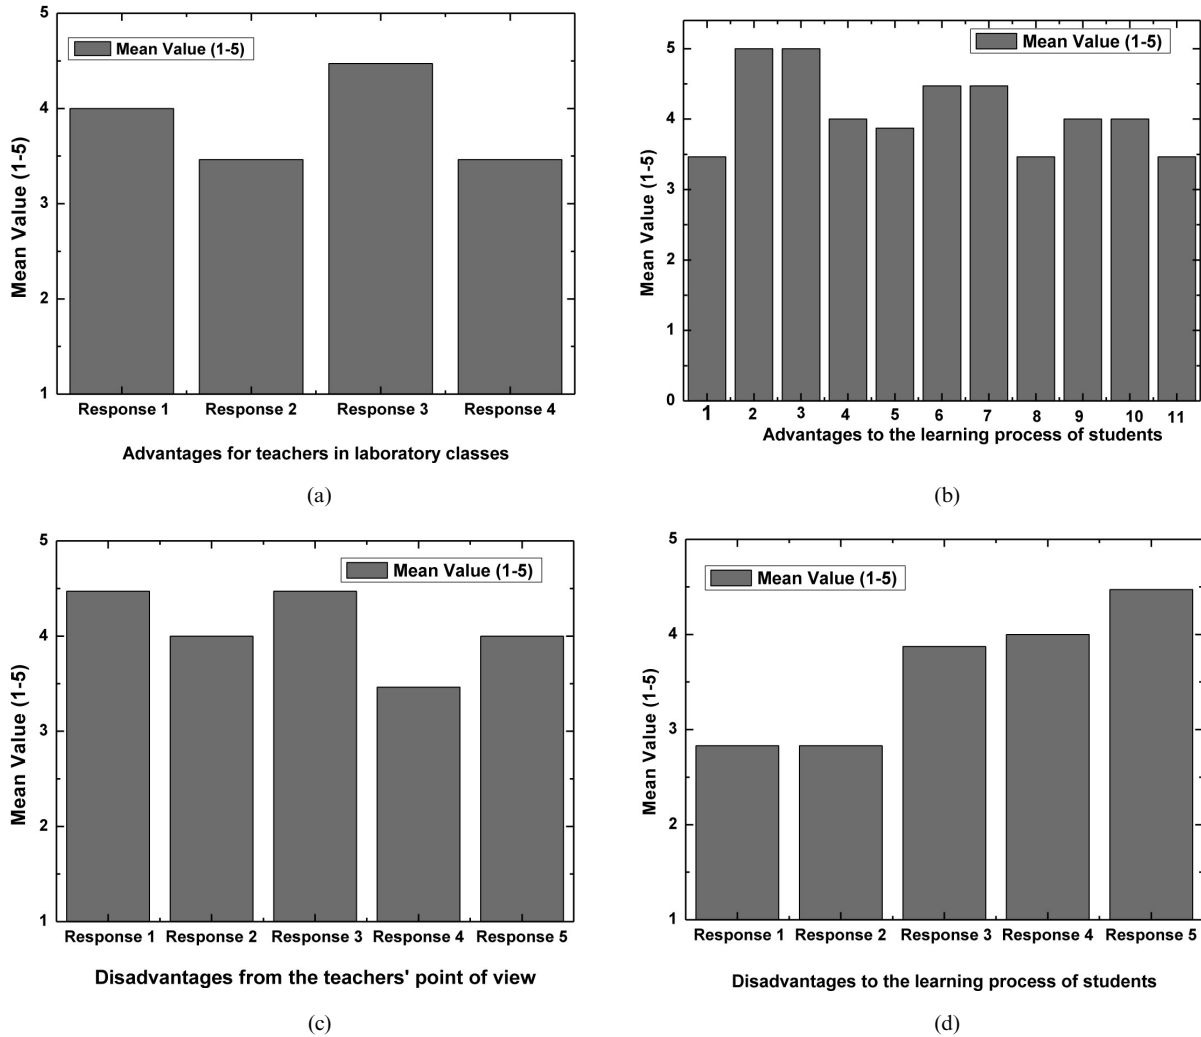 5
4
3
2
1
Mean Value (1-5)
Mean Value (1-5)
Response 1 Response 2 Response 3 Response 4
Advantages for teachers in laboratory classes
(a)
5
4
3
2
1
0
Mean Value (1-5)
Mean Value (1-5)
1 2 3 4 5 6 7 8 9 10 11
Advantages to the learning process of students
(b)
5
4
3
2
1
Mean Value (1-5)
Mean Value (1-5)
Response 1 Response 2 Response 3 Response 4 Response 5
Disadvantages from the teachers' point of view
(c)
5
4
3
2
1
Mean Value (1-5)
Mean Value (1-5)
Response 1 Response 2 Response 3 Response 4 Response 5
Disadvantages to the learning process of students
(d)